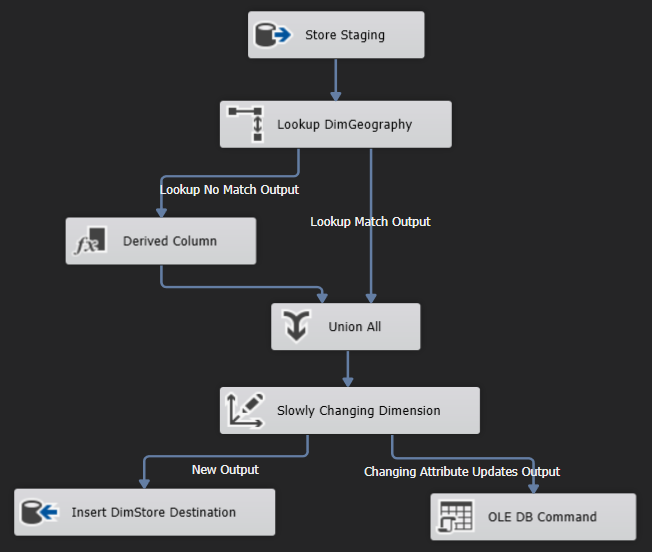 Store Staging
Lookup DimGeography
Lookup No Match Output
Lookup Match Output
fx Derived Column
Union All
Slowly Changing Dimension
New Output
Changing Attribute Updates Output
Insert DimStore Destination
OLE DB Command